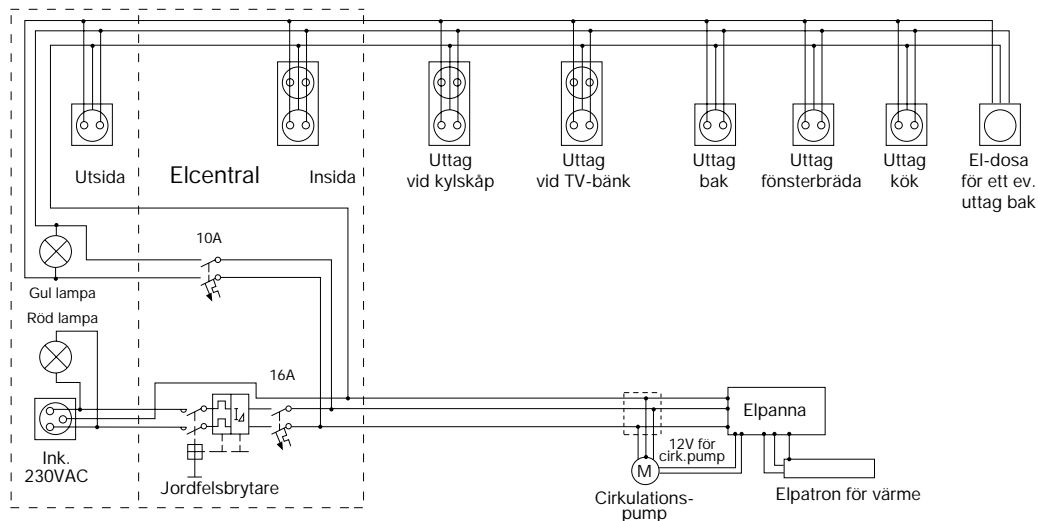 Utsida
Elcentral
Insida
Uttag
vid kylskåp
Uttag
vid TV-bänk
Uttag
bak
Uttag
fönsterbräda
Uttag
kök
El-dosa
för ett ev.
uttag bak
10A
Gul lampa
Röd lampa
16A
I⊿
Elpanna
12V för
cirk.pump
M
Ink.
230VAC
Jordfelsbrytare
Cirkulations-
pump
Elpatron för värme